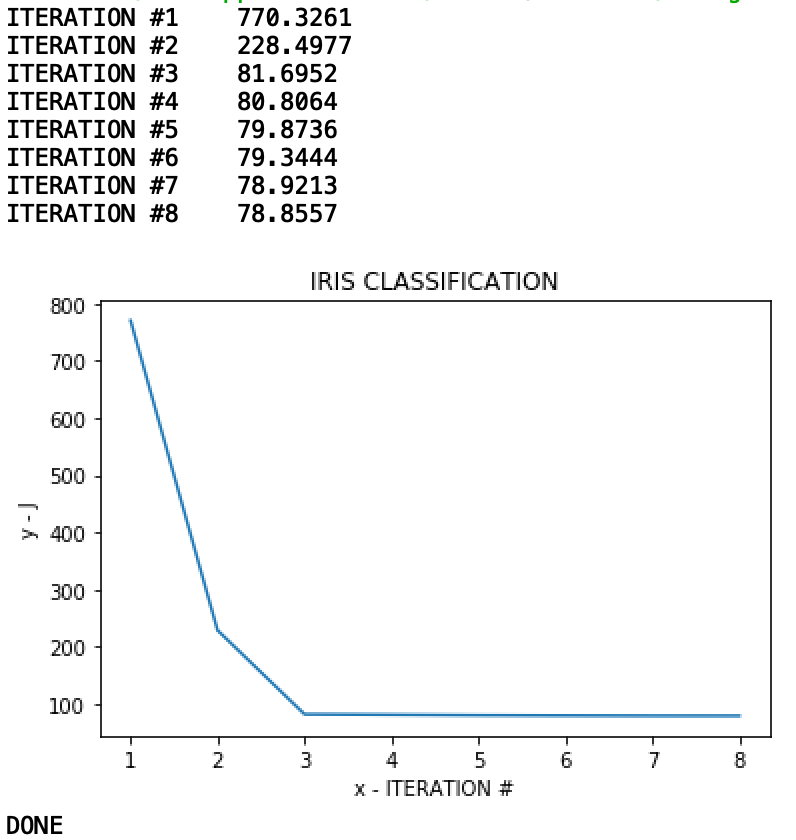 ITERATION #1 770.3261
ITERATION #2 228.4977
ITERATION #3 81.6952
ITERATION #4 80.8064
ITERATION #5 79.8736
ITERATION #6 79.3444
ITERATION #7 78.9213
ITERATION #8 78.8557
IRIS CLASSIFICATION
800
700
600
500
400
300
200
100
y - J
1 2 3 4 5 6 7 8
x - ITERATION #
DONE